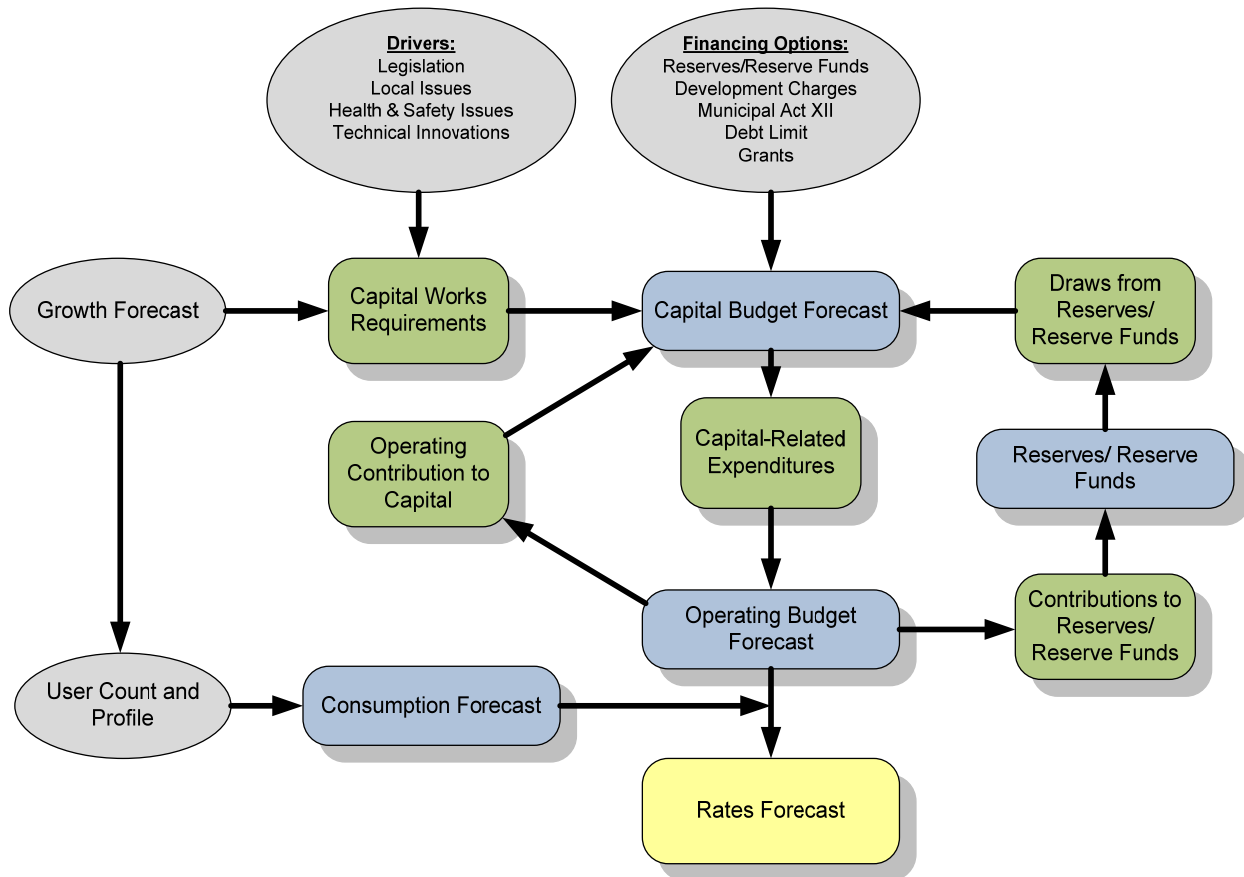 Drivers:
Legislation
Local Issues
Health & Safety Issues
Technical Innovations
Financing Options:
Reserves/Reserve Funds
Development Charges
Municipal Act XII
Debt Limit
Grants
Growth Forecast
Capital Works
Requirements
Capital Budget Forecast
Draws from
Reserves/
Reserve Funds
Operating
Contribution to
Capital
Capital-Related
Expenditures
Reserves/ Reserve
Funds
Operating Budget
Forecast
Contributions to
Reserves/
Reserve Funds
User Count and
Profile
Consumption Forecast
Rates Forecast